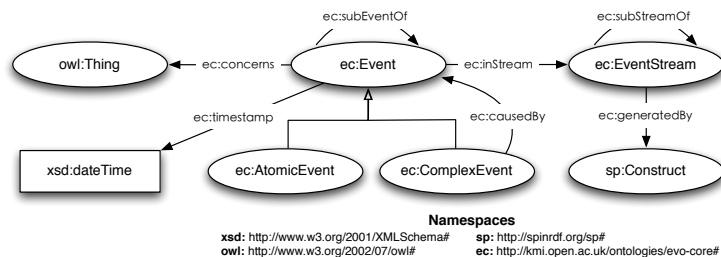 ec:subEventOf
ec:subStreamOf
owl:Thing
ec:concerns
ec:Event
ec:inStream
ec:EventStream
ec:timestamp
ec:causedBy
ec:generatedBy
xsd:dateTime
ec:AtomicEvent
ec:ComplexEvent
sp:Construct
Namespaces
xsd: http://www.w3.org/2001/XMLSchema#
sp: http://spinrdf.org/sp#
owl: http://www.w3.org/2002/07/owl#
ec: http://kmi.open.ac.uk/ontologies/evo-core#